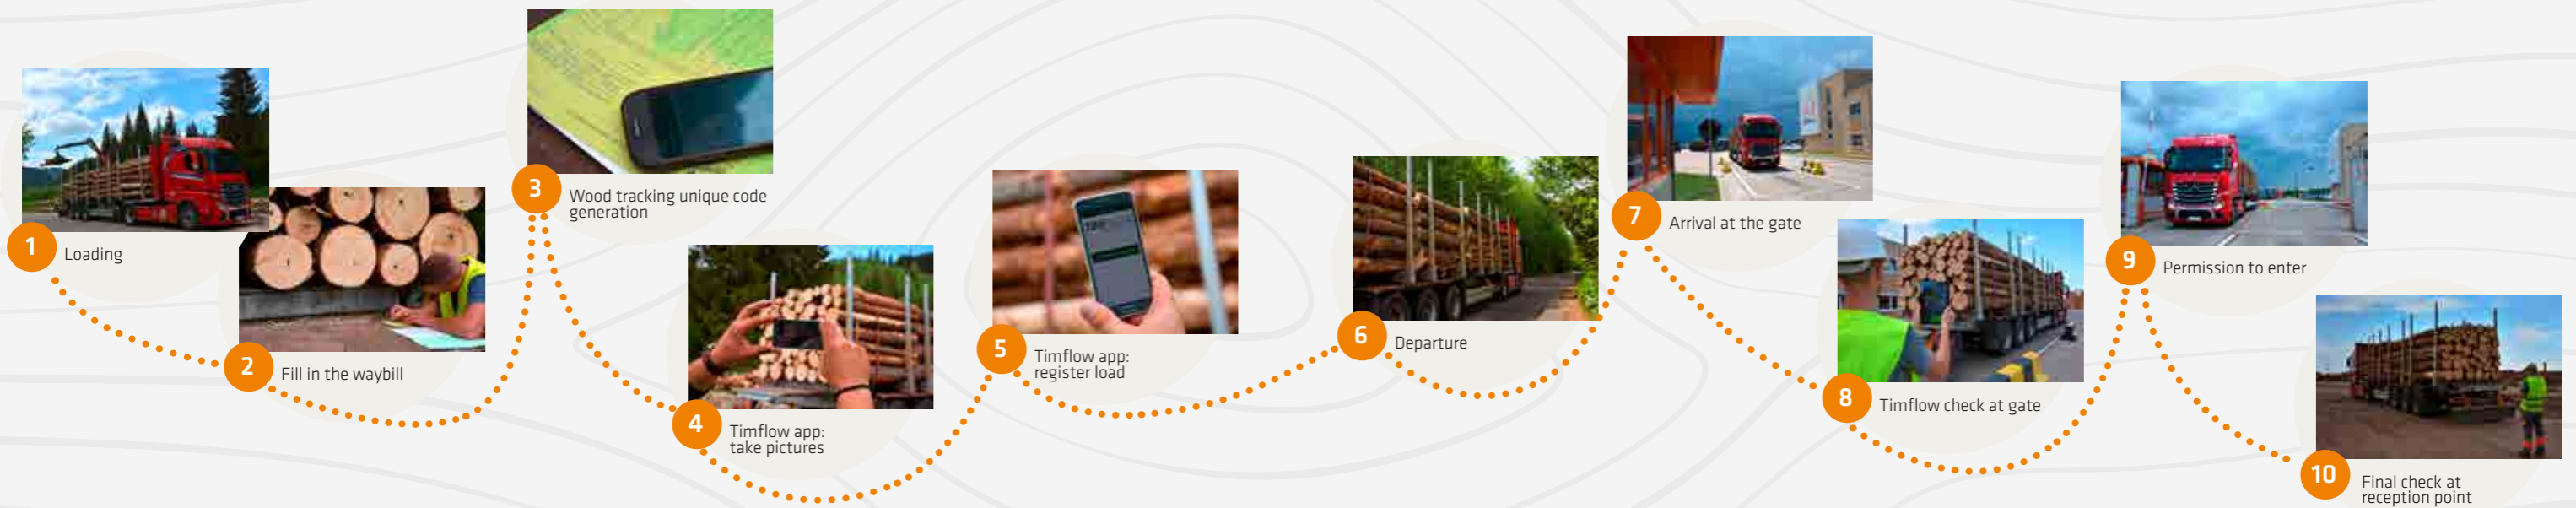 1
Loading
2
Fill in the waybill
3
Wood tracking unique code
generation
4
Timflow app:
take pictures
5
Timflow app:
register load
6
Departure
7
Arrival at the gate
8
Timflow check at gate
9
Permission to enter
10
Final check at
reception point